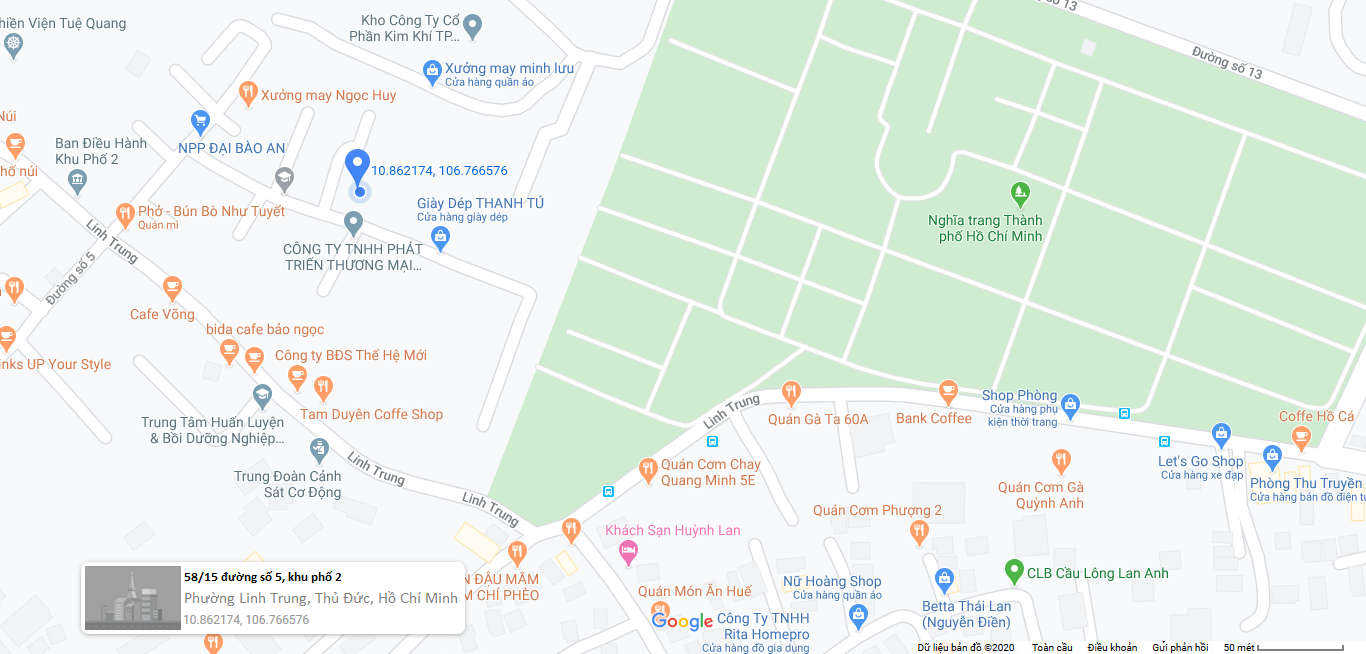 hiền Viện Tuệ Quang
Kho Công Ty Cổ
Phần Kim Khí TP...
Đường số 13
Xưởng may minh lưu
Cửa hàng quần áo
Xưởng may Ngọc Huy
Núi
hố núi
Ban Điều Hành
Khu Phố 2
NPP ĐẠI BÀO AN
10.862174, 106.766576
Phở - Bún Bò Như Tuyết
Quán mì
Giày Dép THANH TÚ
Cửa hàng giày dép
Nghĩa trang Thành
phố Hồ Chí Minh
Linh Trung
Đường số 5
CÔNG TY TNHH PHÁT
TRIỂN THƯƠNG MẠI...
Cafe Võng
bida cafe bảo ngọc
Công ty BĐS Thế Hệ Mới
inks UP Your Style
Tam Duyên Coffe Shop
Trung Tâm Huấn Luyện
& Bồi Dưỡng Nghiệp...
Linh Trung
Quán Gà Ta 60A
Bank Coffee
Shop Phòng
Cửa hàng phụ
kiện thời trang
Coffe Hồ Cá
Linh Trung
Trung Đoàn Cảnh
Sát Cơ Động
Linh Trung
Quán Cơm Chay
Quang Minh 5E
Let's Go Shop
Cửa hàng xe đạp
Phòng Thu Truyền
Cửa hàng bán đồ điện tử
Quán Cơm Gà
Quỳnh Anh
Quán Cơm Phượng 2
Khách Sạn Huỳnh Lan
N ĐẬU MẮM
M CHÍ PHÈO
Quán Món Ăn Huế
Nữ Hoàng Shop
Cửa hàng quần áo
CLB Cầu Lông Lan Anh
Betta Thái Lan
(Nguyễn Điền)
Google
Công Ty TNHH
Rita Homepro
Cửa hàng đồ gia dụng
58/15 đường số 5, khu phố 2
Phường Linh Trung, Thủ Đức, Hồ Chí Minh
10.862174, 106.766576
Dữ liệu bản đồ ©2020 Toàn cầu Điều khoản Gửi phản hồi 50 mét